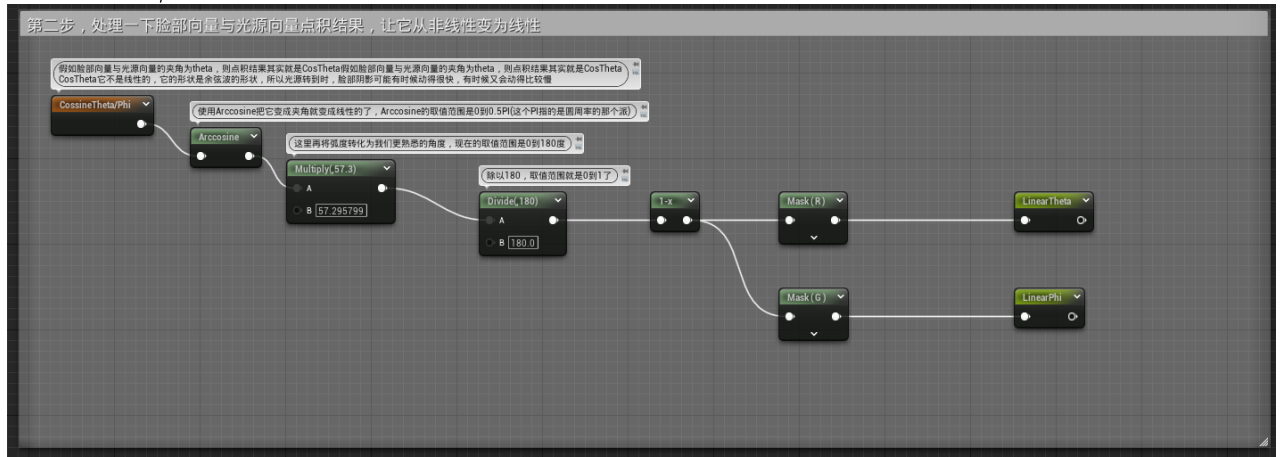 第二步，处理一下脸部向量与光源向量点积结果，让它从非线性变为线性
假如脸部向量与光源向量的夹角为theta，则点积结果其实就是CosTheta假如脸部向量与光源向量的夹角为theta，则点积结果其实就是CosTheta
CosTheta它不是线性的，它的形状是余弦波的形状，所以光源转到时，脸部阴影可能有时候动得很快，有时候又会动得比较慢
CossineTheta/Phi
使用Arccosine把它变成夹角就变成线性的了，Arccosine的取值范围是0到0.5PI(这个PI指的是圆周率的那个派)
Arccosine
这里再将弧度转化为我们更熟悉的角度，现在的取值范围是0到180度
Multiply(,57.3)
A
B 57.295799
除以180，取值范围就是0到1了
Divide(,180)
A
B 180.0
1-x
Mask (R)
LinearTheta
Mask (G)
LinearPhi